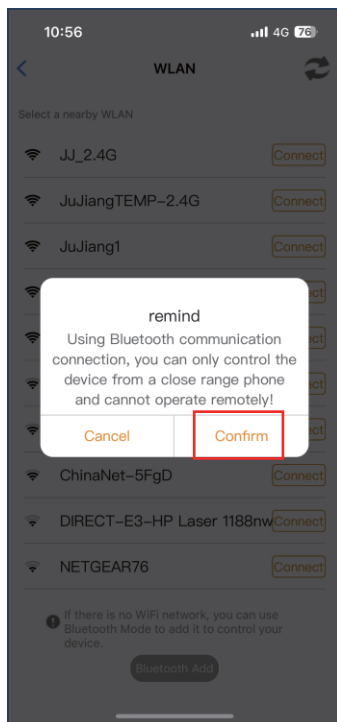 10:56
4G 76
WLAN
Select a nearby WLAN
JJ_2.4G Connect
JuJiangTEMP-2.4G Connect
JuJiang1 Connect
remind
Using Bluetooth communication
connection, you can only control the
device from a close range phone
and cannot operate remotely!
Cancel Confirm
ChinaNet-5FgD Connect
DIRECT-E3-HP Laser 1188nw Connect
NETGEAR76 Connect
If there is no WiFi network, you can use
Bluetooth Mode to add it to control your
device.
Bluetooth Add